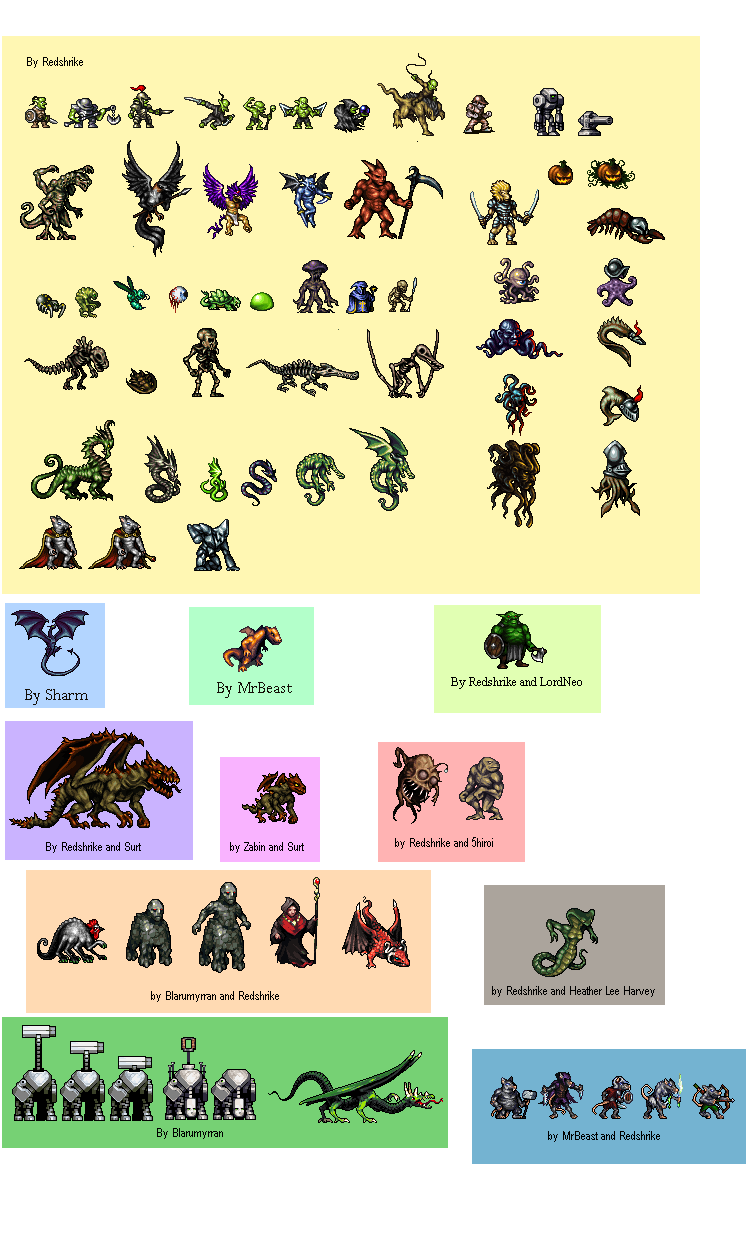 By Redshrike
By Sharm
By MrBeast
By Redshrike and LordNeo
By Redshrike and Surt
by Zabin and Surt
by Redshrike and 5hiroi
by Blarumyrran and Redshrike
by Redshrike and Heather Lee Harvey
By Blarumyrran
by MrBeast and Redshrike